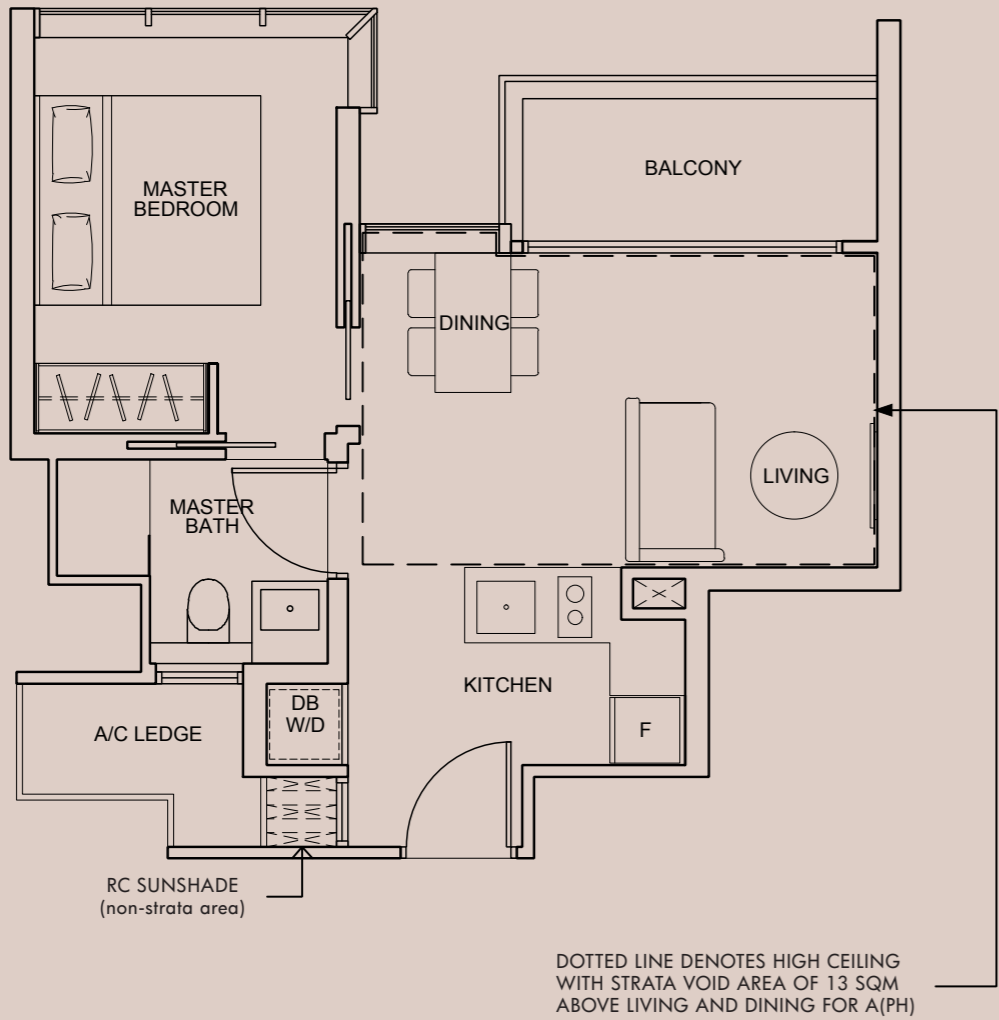 BALCONY
MASTER
BEDROOM
DINING
LIVING
MASTER
BATH
KITCHEN
DB
W/D
A/C LEDGE
F
RC SUNSHADE
(non-strata area)
DOTTED LINE DENOTES HIGH CEILING
WITH STRATA VOID AREA OF 13 SQM
ABOVE LIVING AND DINING FOR A(PH)